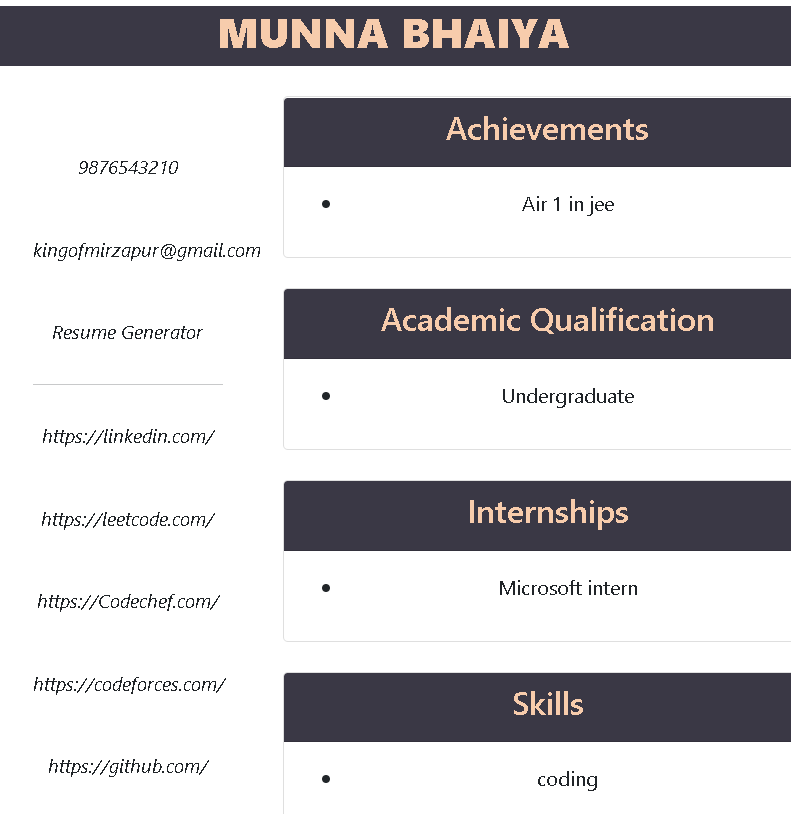 MUNNA BHAIYA
9876543210
kingofmirzapur@gmail.com
Resume Generator
https://linkedin.com/
https://leetcode.com/
https://Codechef.com/
https://codeforces.com/
https://github.com/
Achievements
• Air 1 in jee
Academic Qualification
• Undergraduate
Internships
• Microsoft intern
Skills
• coding